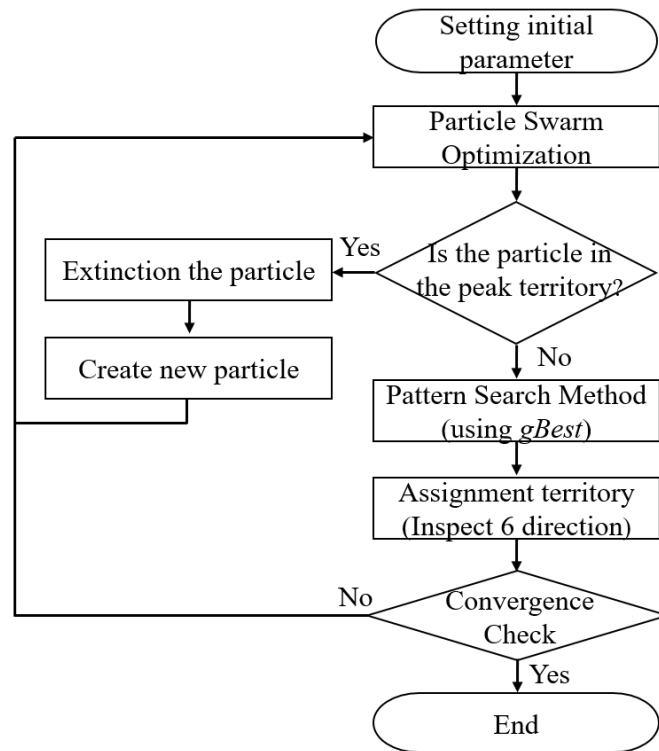 Setting initial
parameter
Particle Swarm
Optimization
Is the particle in
the peak territory?
Yes
Extinction the particle
Create new particle
No
Pattern Search Method
(using gBest)
Assignment territory
(Inspect 6 direction)
Convergence
Check
No
Yes
End